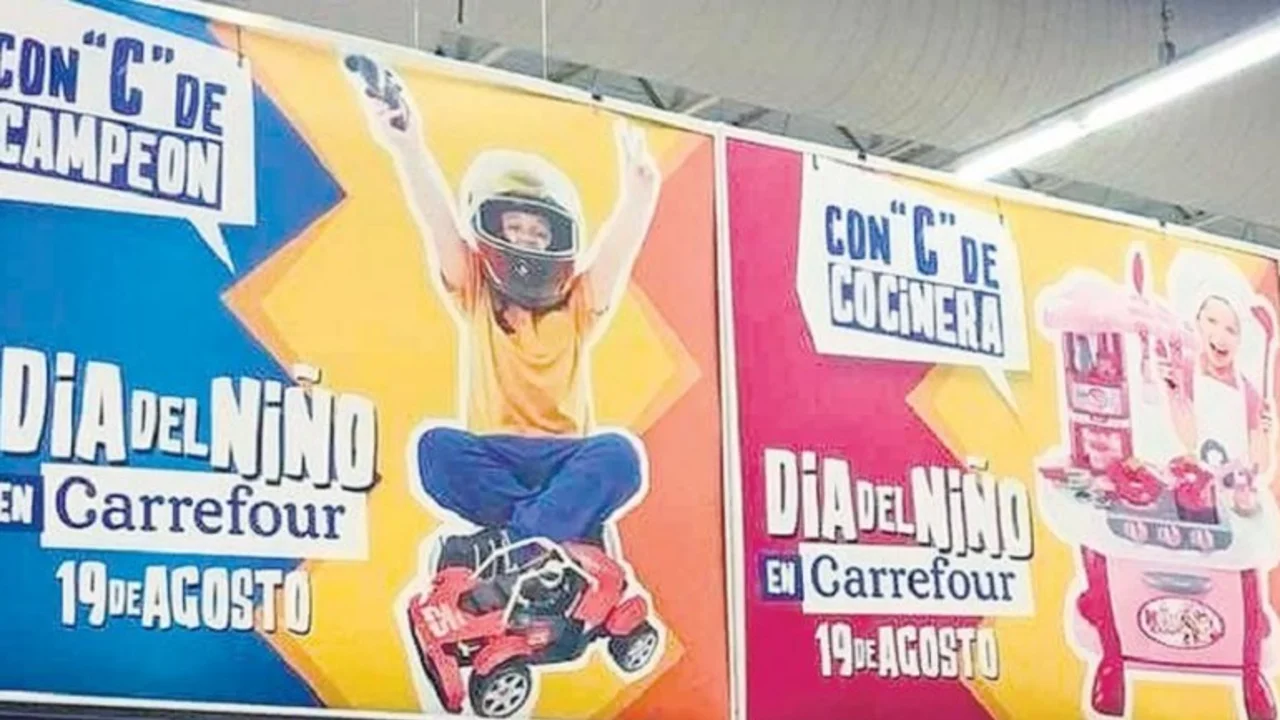 CON "C" DE
CAMPEON
DiA DEL NiÑO
EN Carrefour
19 DE AGOSTO
CON "C" DE
COCiNERA
DiA DEL NiÑO
EN Carrefour
19 DE AGOSTO